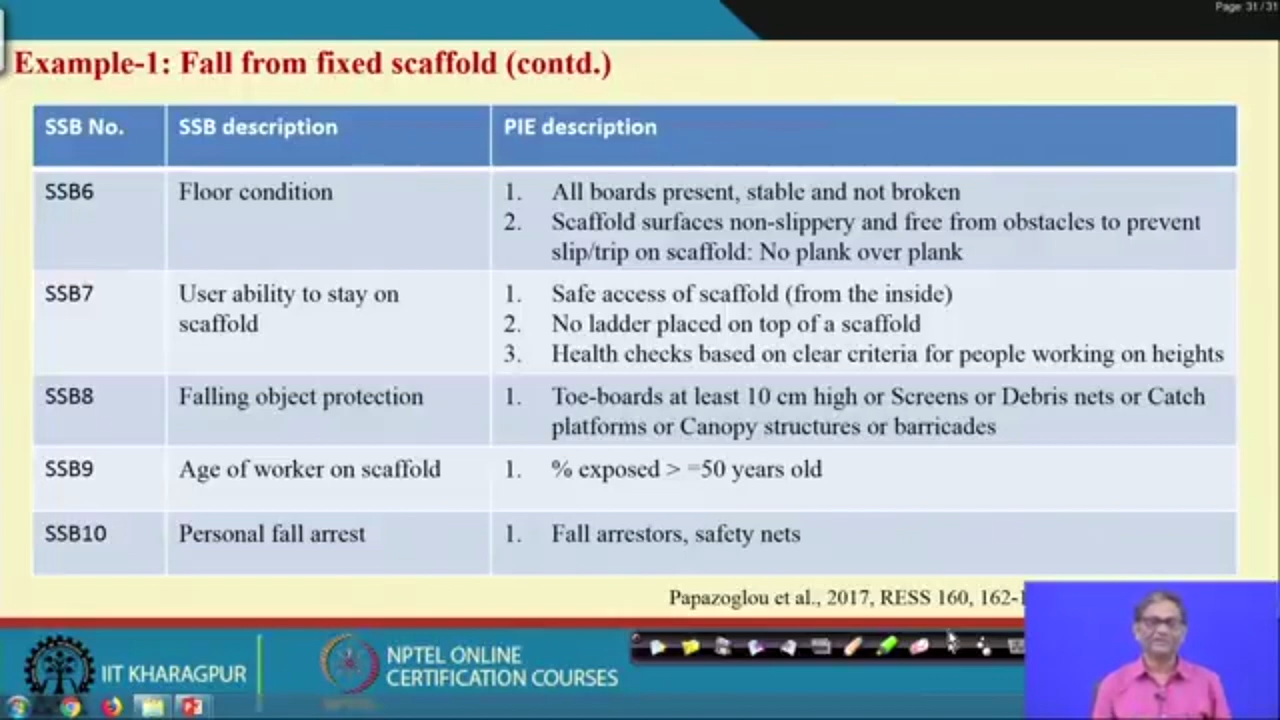 Page: 31/31
Example-1: Fall from fixed scaffold (contd.)
SSB No. SSB description PIE description
SSB6 Floor condition 1. All boards present, stable and not broken
2. Scaffold surfaces non-slippery and free from obstacles to prevent
slip/trip on scaffold: No plank over plank
SSB7 User ability to stay on 1. Safe access of scaffold (from the inside)
scaffold 2. No ladder placed on top of a scaffold
3. Health checks based on clear criteria for people working on heights
SSB8 Falling object protection 1. Toe-boards at least 10 cm high or Screens or Debris nets or Catch
platforms or Canopy structures or barricades
SSB9 Age of worker on scaffold 1. % exposed > =50 years old
SSB10 Personal fall arrest 1. Fall arrestors, safety nets
Papazoglou et al., 2017, RESS 160, 162-1
IIT KHARAGPUR
NPTEL ONLINE
CERTIFICATION COURSES